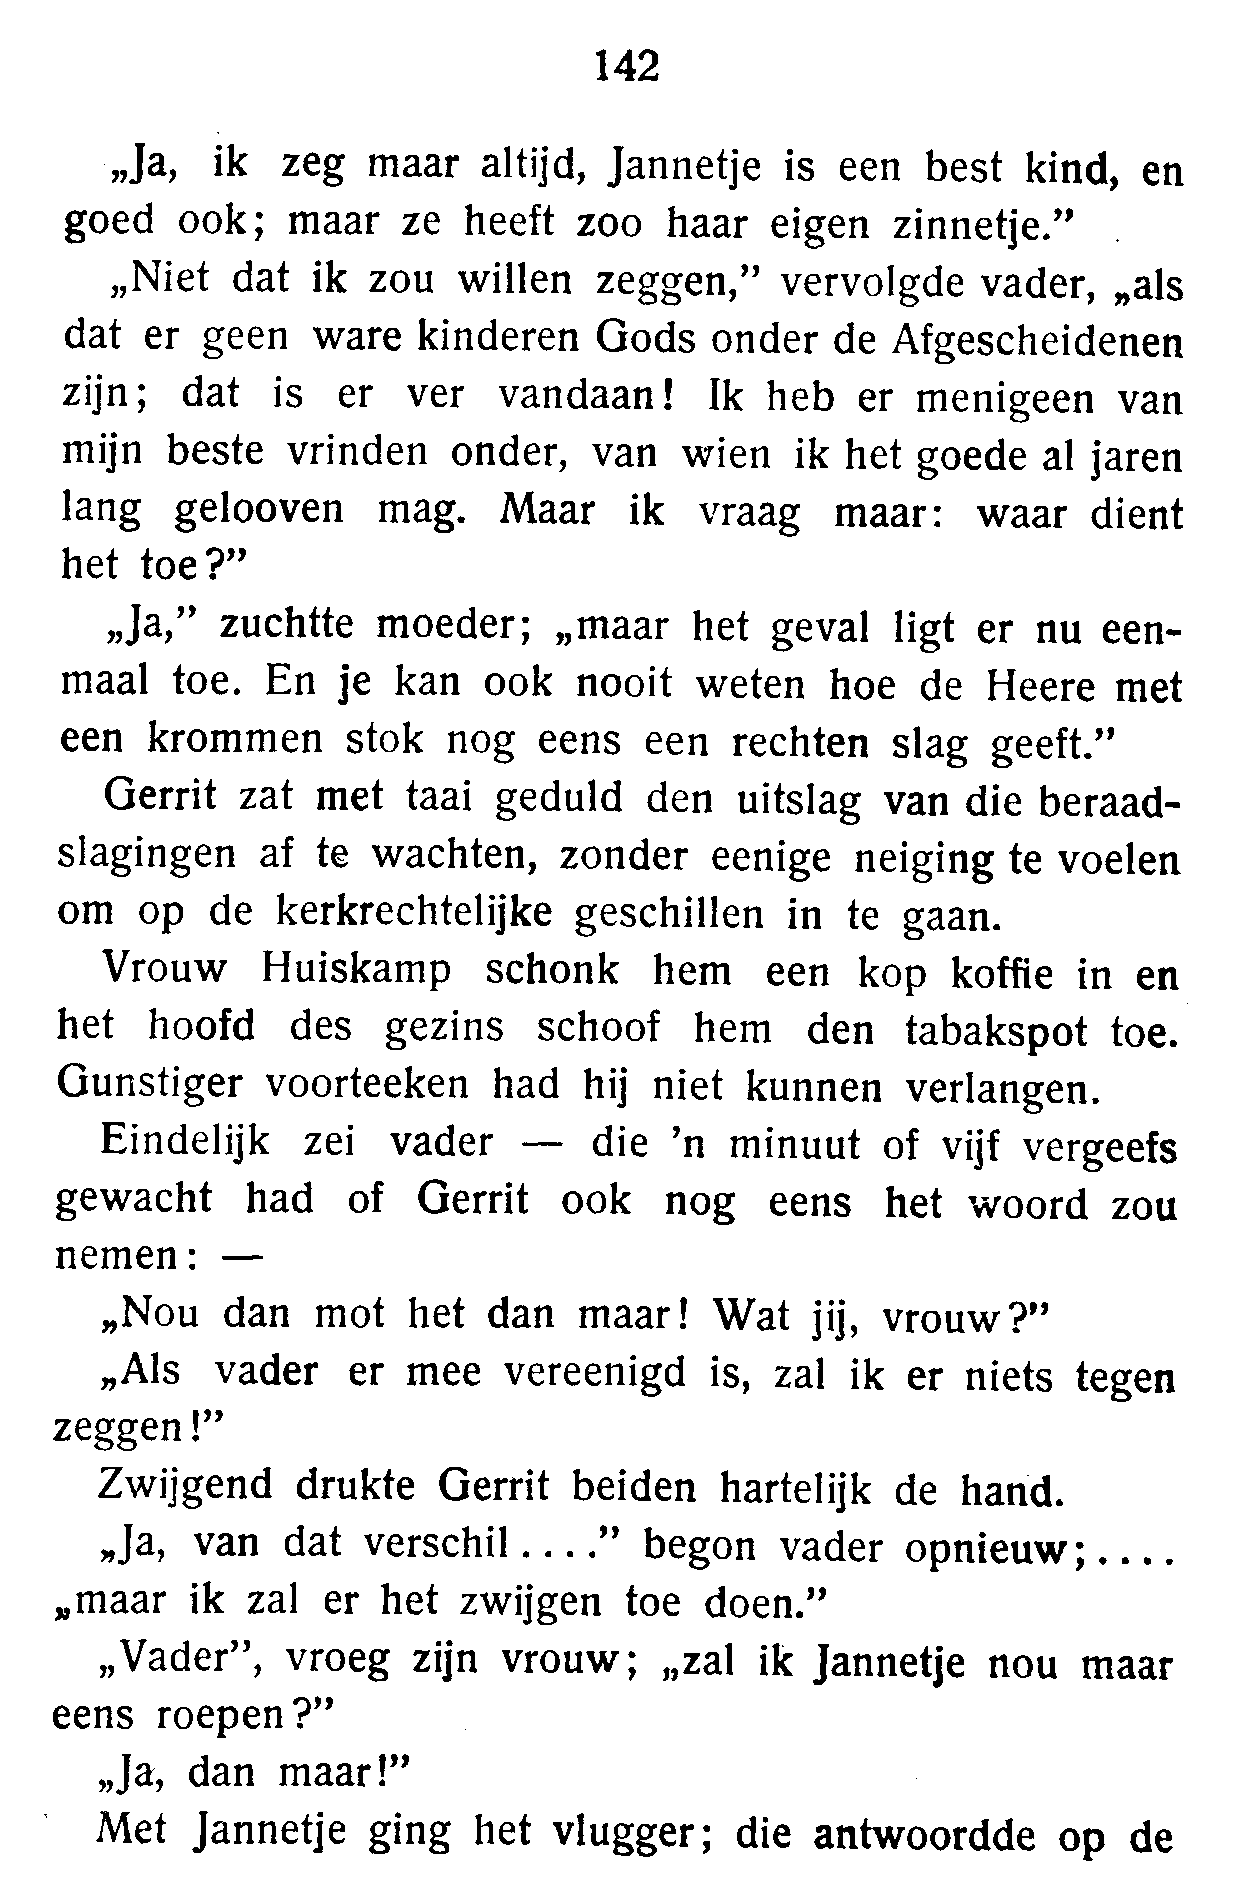 142
„Ja, ik zeg maar altijd, Jannetje is een best kind, en
goed ook; maar ze heeft zoo haar eigen zinnetje.”
„Niet dat ik zou willen zeggen,” vervolgde vader, „als
dat er geen ware kinderen Gods onder de Afgescheidenen
zijn; dat is er ver vandaan! Ik heb er menigeen van
mijn beste vrinden onder, van wien ik het goede al jaren
lang gelooven mag. Maar ik vraag maar: waar dient
het toe?”
„Ja,” zuchtte moeder; „maar het geval ligt er nu een-
maal toe. En je kan ook nooit weten hoe de Heere met
een krommen stok nog eens een rechten slag geeft.”
Gerrit zat met taai geduld den uitslag van die beraad-
slagingen af te wachten, zonder eenige neiging te voelen
om op de kerkrechtelijke geschillen in te gaan.
Vrouw Huiskamp schonk hem een kop koffie in en
het hoofd des gezins schoof hem den tabakspot toe.
Gunstiger voorteeken had hij niet kunnen verlangen.
Eindelijk zei vader — die ’n minuut of vijf vergeefs
gewacht had of Gerrit ook nog eens het woord zou
nemen: —
„Nou dan mot het dan maar! Wat jij, vrouw?”
„Als vader er mee vereenigd is, zal ik er niets tegen
zeggen!”
Zwijgend drukte Gerrit beiden hartelijk de hand.
„Ja, van dat verschil....” begon vader opnieuw;....
„maar ik zal er het zwijgen toe doen.”
„Vader”, vroeg zijn vrouw; „zal ik Jannetje nou maar
eens roepen?”
„Ja, dan maar!”
Met Jannetje ging het vlugger; die antwoordde op de